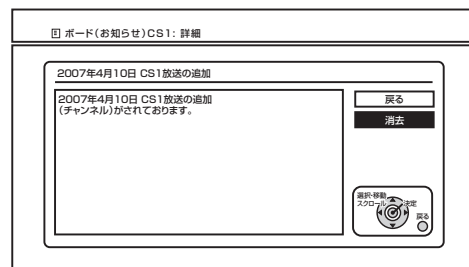 ボード(お知らせ)CS1: 詳細
2007年4月10日 CS1放送の追加
2007年4月10日 CS1放送の追加
(チャンネル)がされております。
戻る
消去
選択・移動
スクロール
決定
戻る